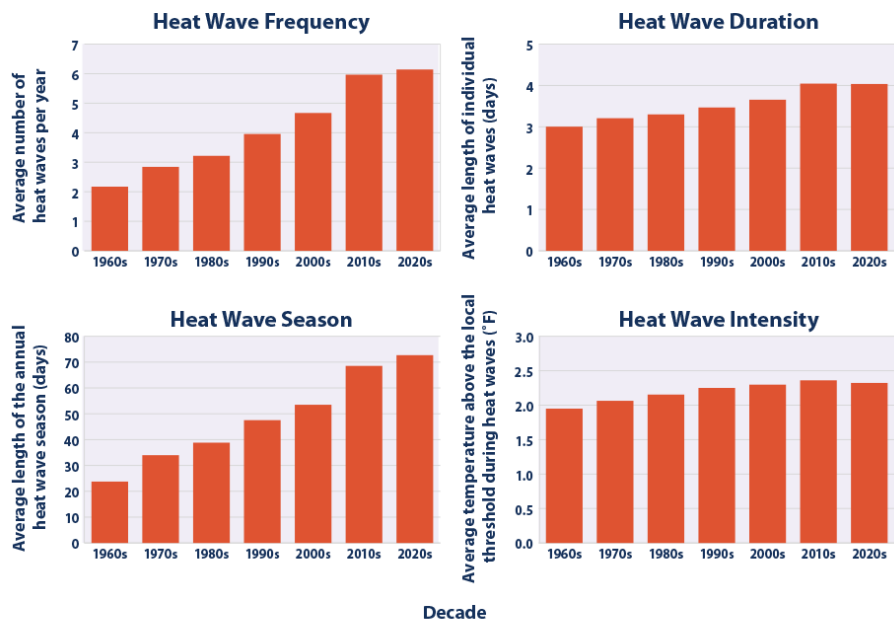 Heat Wave Frequency
Average number of
heat waves per year
7
6
5
4
3
2
1
0
1960s 1970s 1980s 1990s 2000s 2010s 2020s
Heat Wave Duration
Average length of individual
heat waves (days)
5
4
3
2
1
0
1960s 1970s 1980s 1990s 2000s 2010s 2020s
Heat Wave Season
Average length of the annual
heat wave season (days)
80
70
60
50
40
30
20
10
0
1960s 1970s 1980s 1990s 2000s 2010s 2020s
Heat Wave Intensity
Average temperature above the local
threshold during heat waves (˚F)
3.0
2.5
2.0
1.5
1.0
0.5
0.0
1960s 1970s 1980s 1990s 2000s 2010s 2020s
Decade